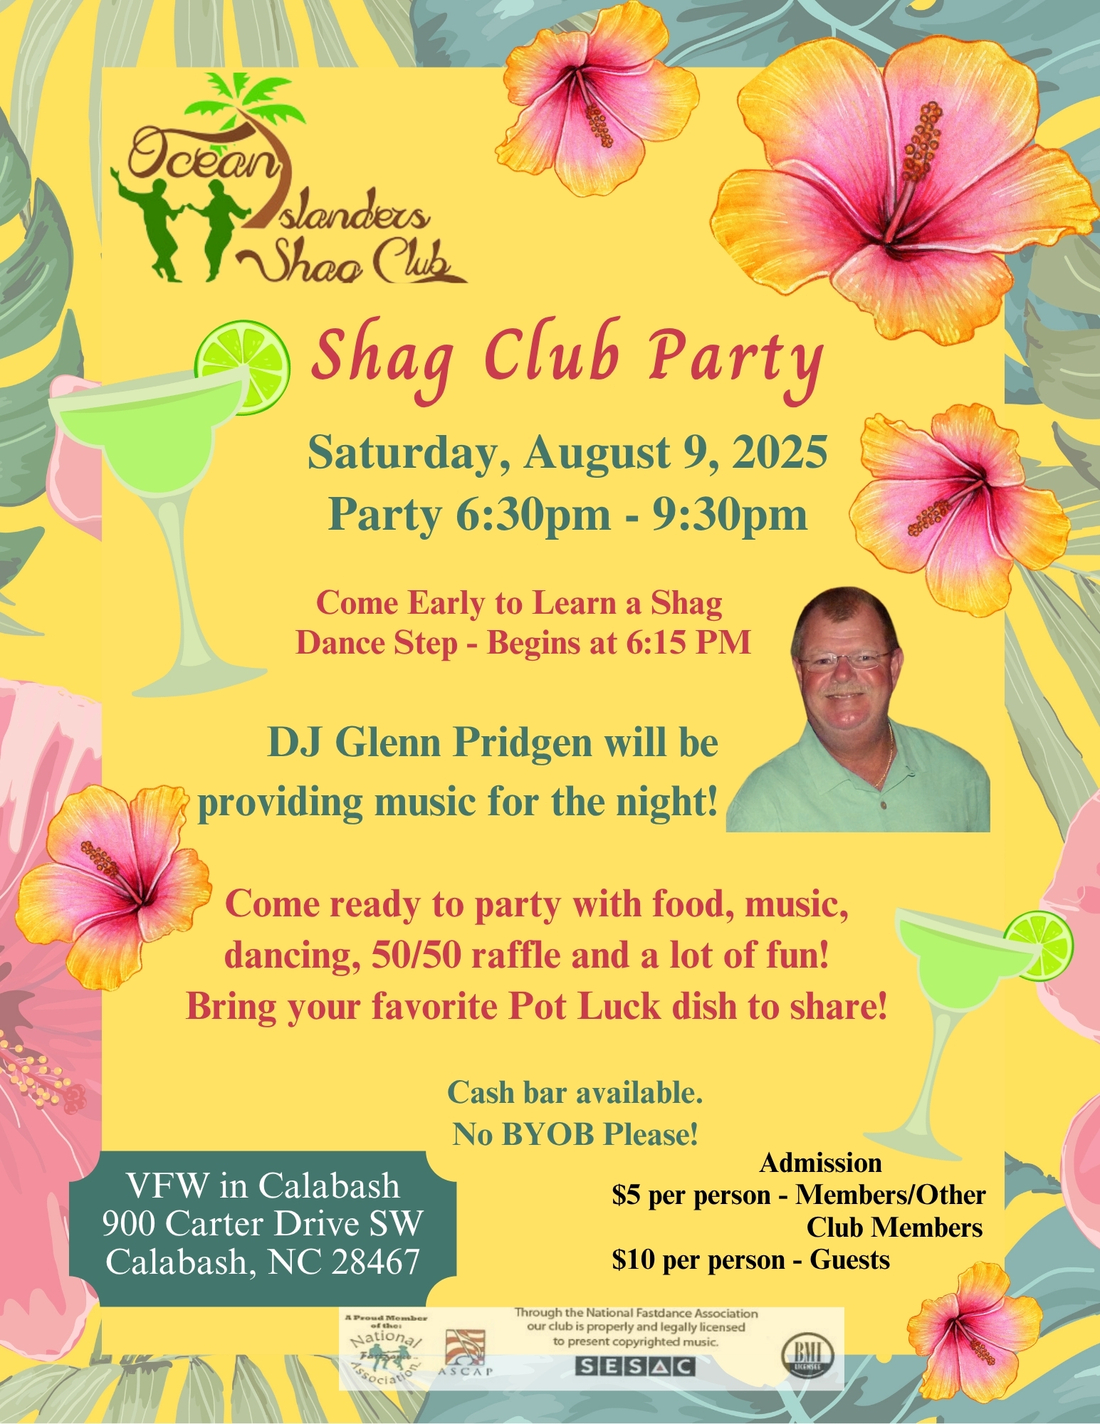 Ocean
Islanders
Shag Club
Shag Club Party
Saturday, August 9, 2025
Party 6:30pm - 9:30pm
Come Early to Learn a Shag
Dance Step - Begins at 6:15 PM
DJ Glenn Pridgen will be
providing music for the night!
Come ready to party with food, music,
dancing, 50/50 raffle and a lot of fun!
Bring your favorite Pot Luck dish to share!
Cash bar available.
No BYOB Please!
VFW in Calabash
900 Carter Drive SW
Calabash, NC 28467
Admission
$5 per person - Members/Other
Club Members
$10 per person - Guests
A Proud Member
of the:
National
Fastdance
Association
ASCAP
Through the National Fastdance Association
our club is properly and legally licensed
to present copyrighted music.
SESAC
BMI
LICENSEE